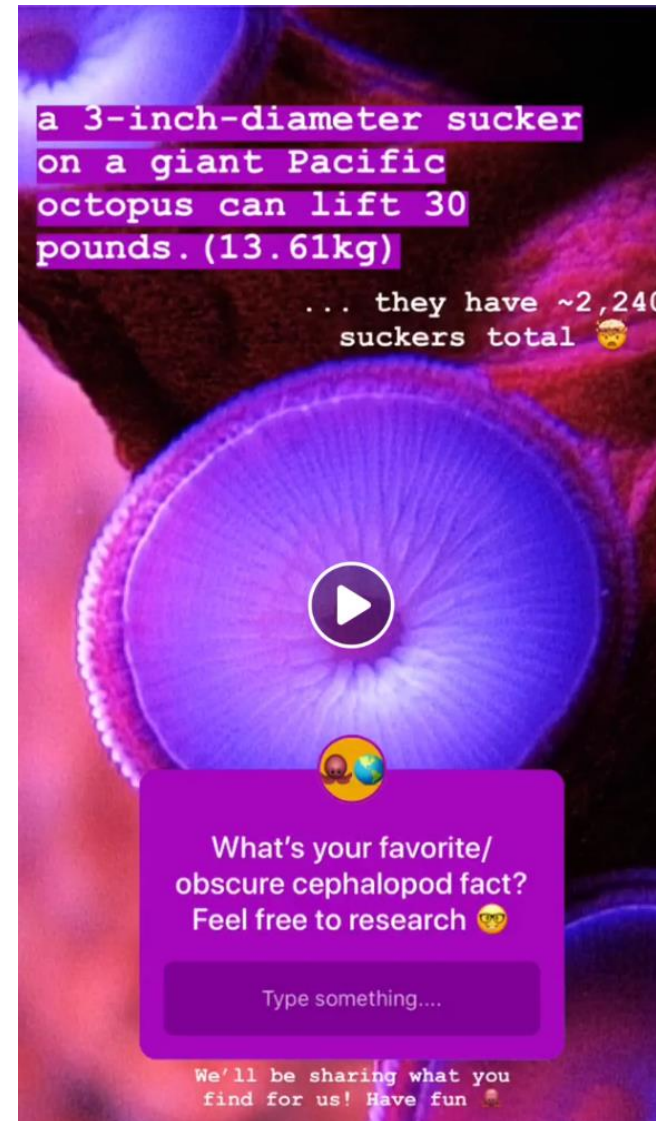 a 3-inch-diameter sucker
on a giant Pacific
octopus can lift 30
pounds.(13.61kg)
... they have ~2,240
suckers total 🤯
What's your favorite/
obscure cephalopod fact?
Feel free to research 🤓
Type something....
We'll be sharing what you
find for us! Have fun 🐙